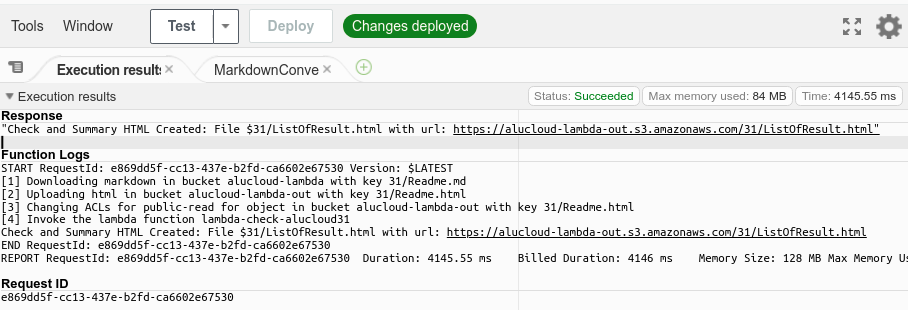 Tools Window Test Deploy Changes deployed
Execution results MarkdownConve
Execution results Status: Succeeded Max memory used: 84 MB Time: 4145.55 ms
Response
"Check and Summary HTML Created: File $31/ListOfResult.html with url: https://alucloud-lambda-out.s3.amazonaws.com/31/ListOfResult.html"
Function Logs
START RequestId: e869dd5f-cc13-437e-b2fd-ca6602e67530 Version: $LATEST
[1] Downloading markdown in bucket alucloud-lambda with key 31/Readme.md
[2] Uploading html in bucket alucloud-lambda-out with key 31/Readme.html
[3] Changing ACLs for public-read for object in bucket alucloud-lambda-out with key 31/Readme.html
[4] Invoke the lambda function lambda-check-alucloud31
Check and Summary HTML Created: File $31/ListOfResult.html with url: https://alucloud-lambda-out.s3.amazonaws.com/31/ListOfResult.html
END RequestId: e869dd5f-cc13-437e-b2fd-ca6602e67530
REPORT RequestId: e869dd5f-cc13-437e-b2fd-ca6602e67530 Duration: 4145.55 ms Billed Duration: 4146 ms Memory Size: 128 MB Max Memory Us
Request ID
e869dd5f-cc13-437e-b2fd-ca6602e67530